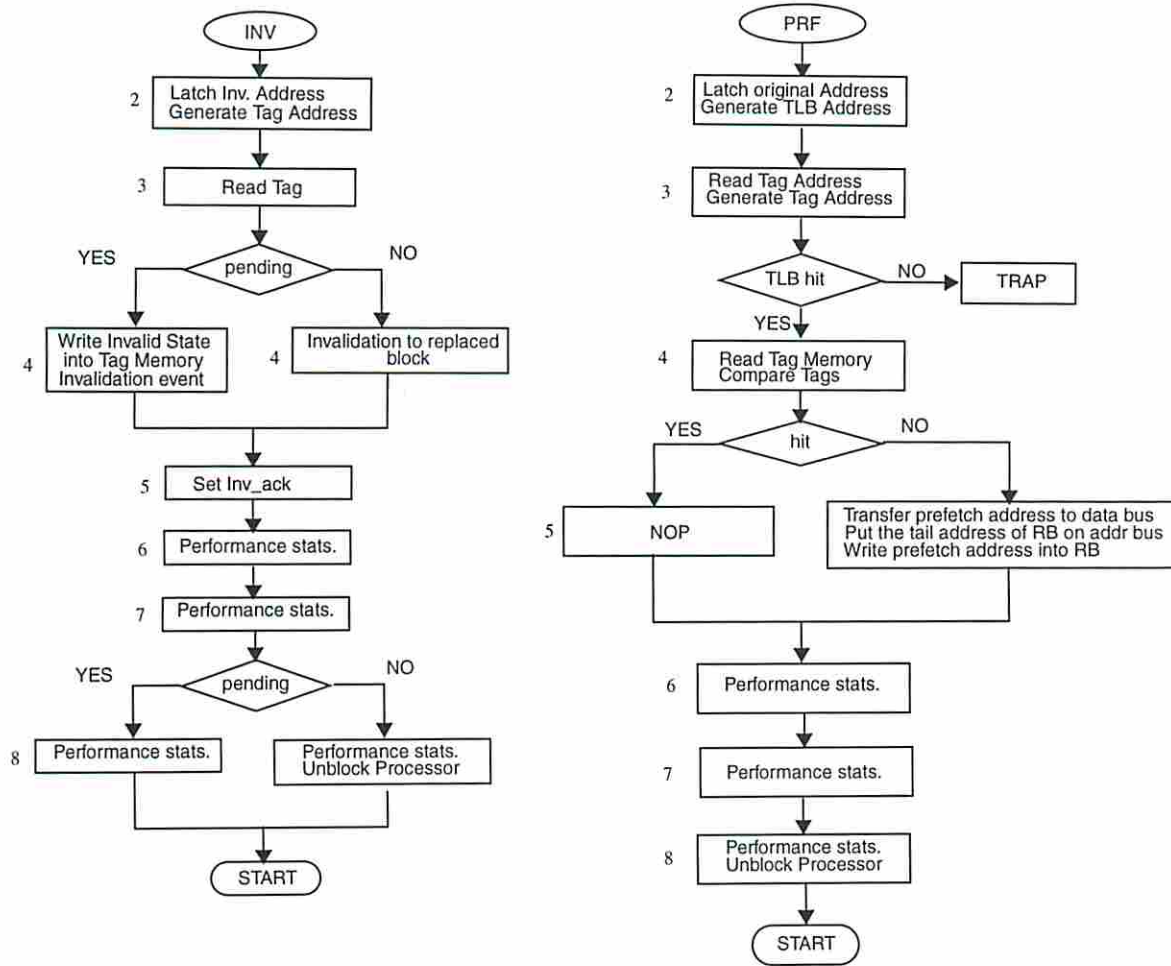 INV
2
Latch Inv. Address
Generate Tag Address
3
Read Tag
YES
pending
NO
4
Write Invalid State
into Tag Memory
Invalidation event
4
Invalidation to replaced
block
5
Set Inv_ack
6
Performance stats.
7
Performance stats.
YES
pending
NO
8
Performance stats.
Performance stats.
Unblock Processor
START
PRF
2
Latch original Address
Generate TLB Address
3
Read Tag Address
Generate Tag Address
TLB hit
NO
TRAP
YES
4
Read Tag Memory
Compare Tags
YES
hit
NO
5
NOP
Transfer prefetch address to data bus
Put the tail address of RB on addr bus
Write prefetch address into RB
6
Performance stats.
7
Performance stats.
8
Performance stats.
Unblock Processor
START